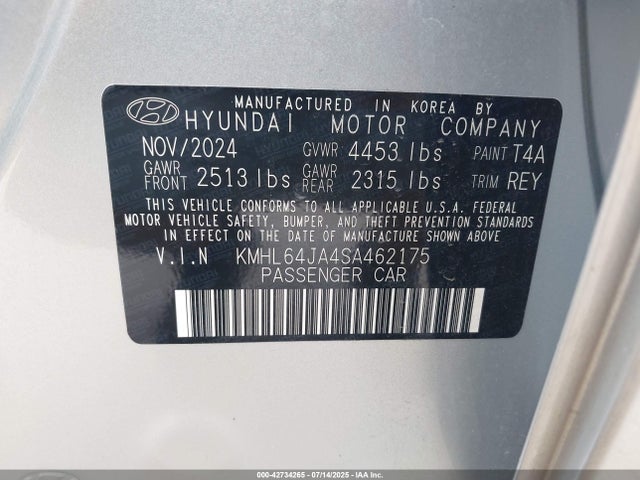 MANUFACTURED IN KOREA BY
HYUNDAI MOTOR COMPANY
NOV/2024 GVWR 4453 lbs PAINT T4A
GAWR FRONT 2513 lbs GAWR REAR 2315 lbs TRIM REY
THIS VEHICLE CONFORMS TO ALL APPLICABLE U.S.A. FEDERAL
MOTOR VEHICLE SAFETY, BUMPER, AND THEFT PREVENTION STANDARDS
IN EFFECT ON THE DATE OF MANUFACTURE SHOWN ABOVE
V.I.N KMHL64JA4SA462175
PASSENGER CAR
000-42734265 - 07/14/2025 - IAAI.COM